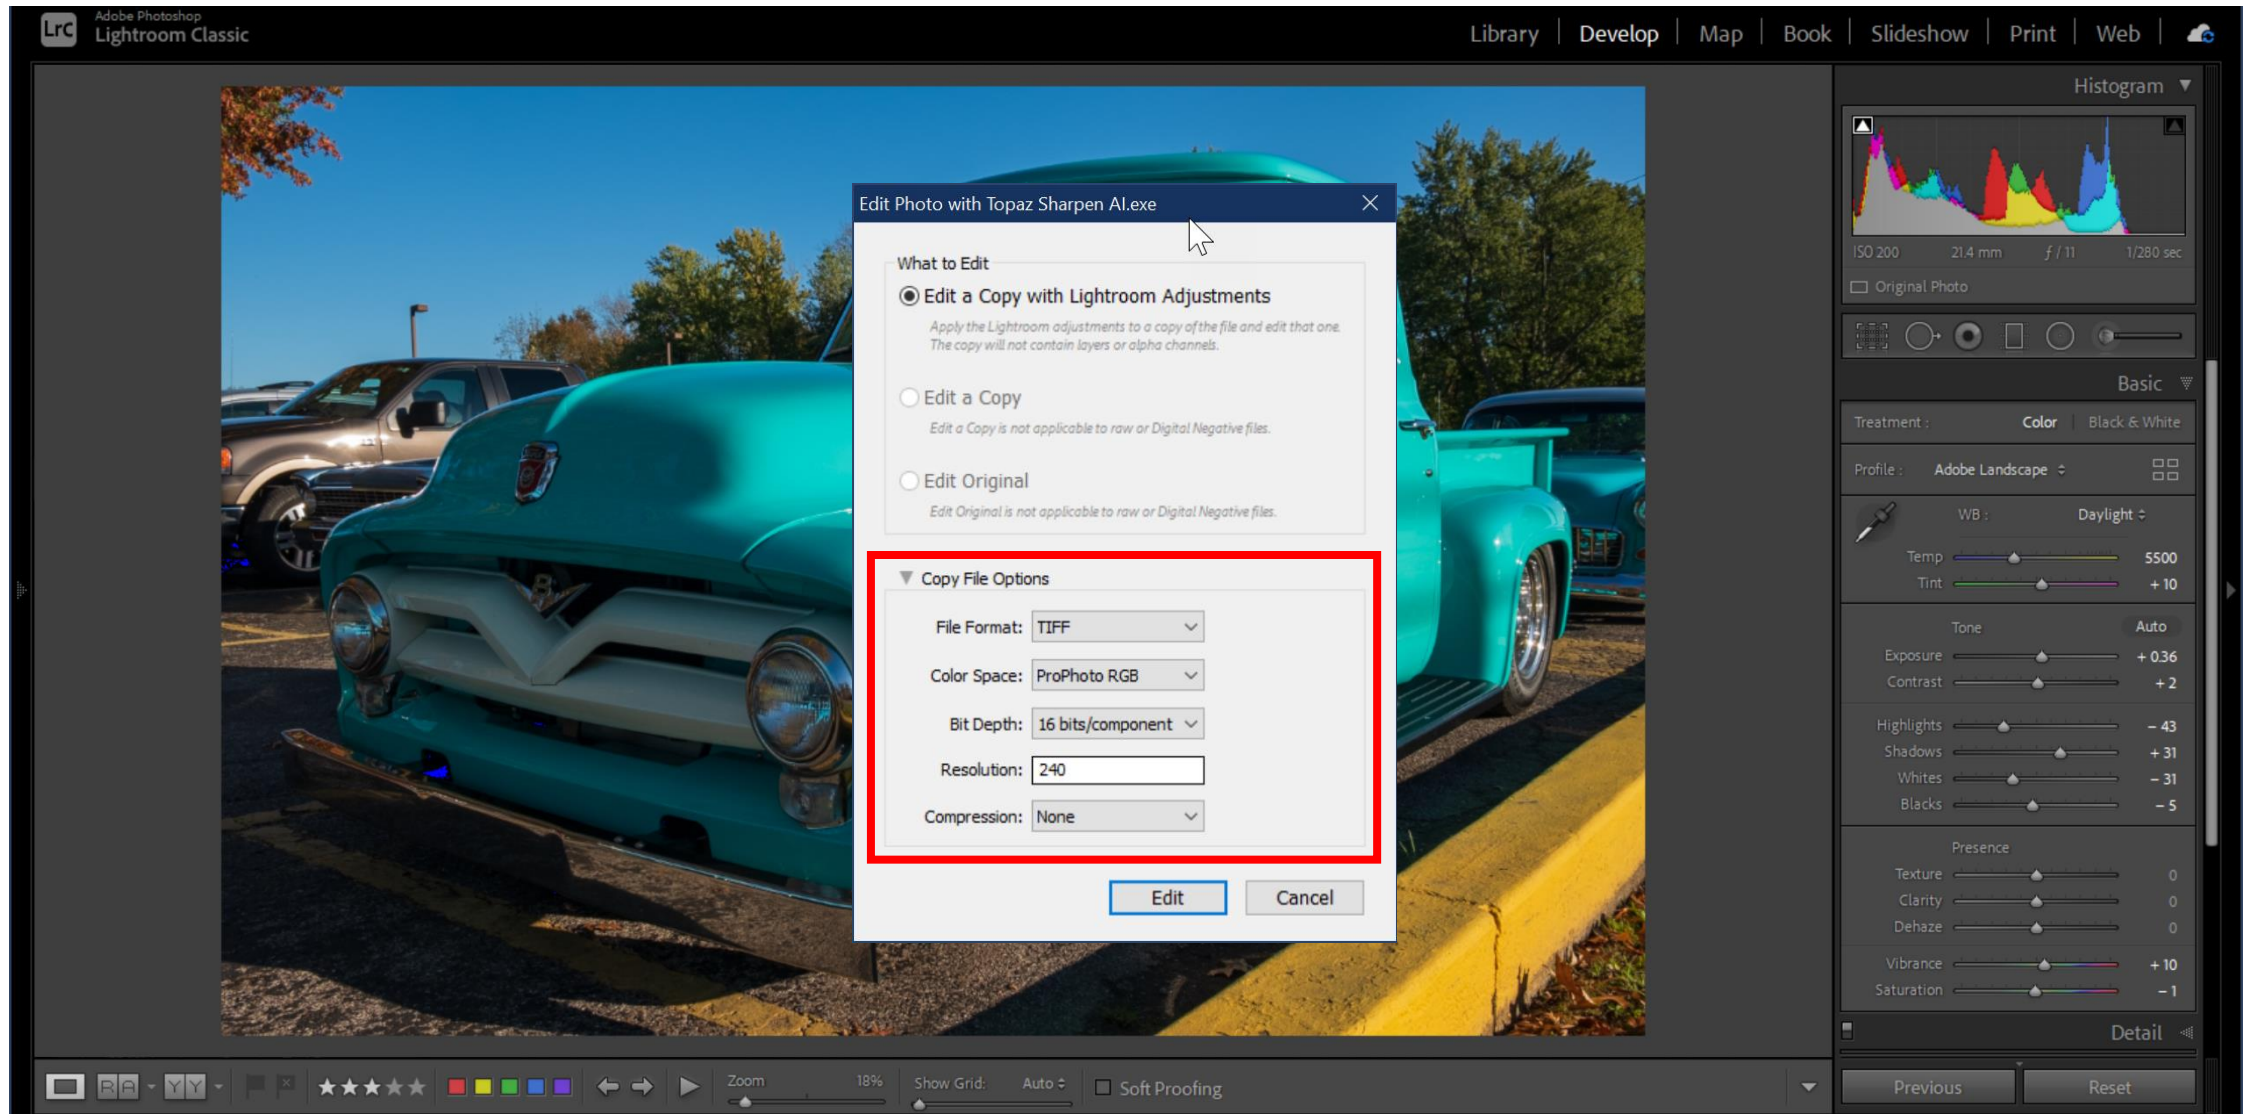 Lrc
Adobe Photoshop
Lightroom Classic
Library | Develop | Map | Book | Slideshow | Print | Web
Histogram
ISO 200 21.4 mm ƒ / 11 1/280 sec
Original Photo
Basic
Treatment : Color Black & White
Profile : Adobe Landscape
WB : Daylight
Temp 5500
Tint + 10
Tone Auto
Exposure + 0.36
Contrast + 2
Highlights − 43
Shadows + 31
Whites − 31
Blacks − 5
Presence
Texture 0
Clarity 0
Dehaze 0
Vibrance + 10
Saturation − 1
Detail
Previous Reset
Edit Photo with Topaz Sharpen AI.exe
What to Edit
Edit a Copy with Lightroom Adjustments
Apply the Lightroom adjustments to a copy of the file and edit that one.
The copy will not contain layers or alpha channels.
Edit a Copy
Edit a Copy is not applicable to raw or Digital Negative files.
Edit Original
Edit Original is not applicable to raw or Digital Negative files.
Copy File Options
File Format: TIFF
Color Space: ProPhoto RGB
Bit Depth: 16 bits/component
Resolution: 240
Compression: None
Edit Cancel
8
RA YY Zoom 18% Show Grid: Auto Soft Proofing